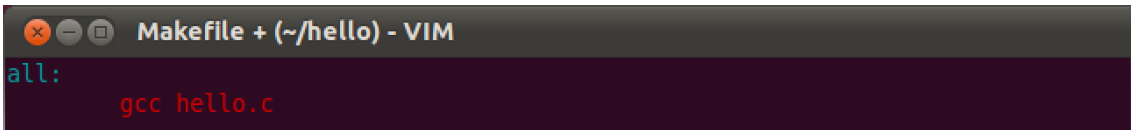 Makefile + (~/hello) - VIM
all:
        gcc hello.c